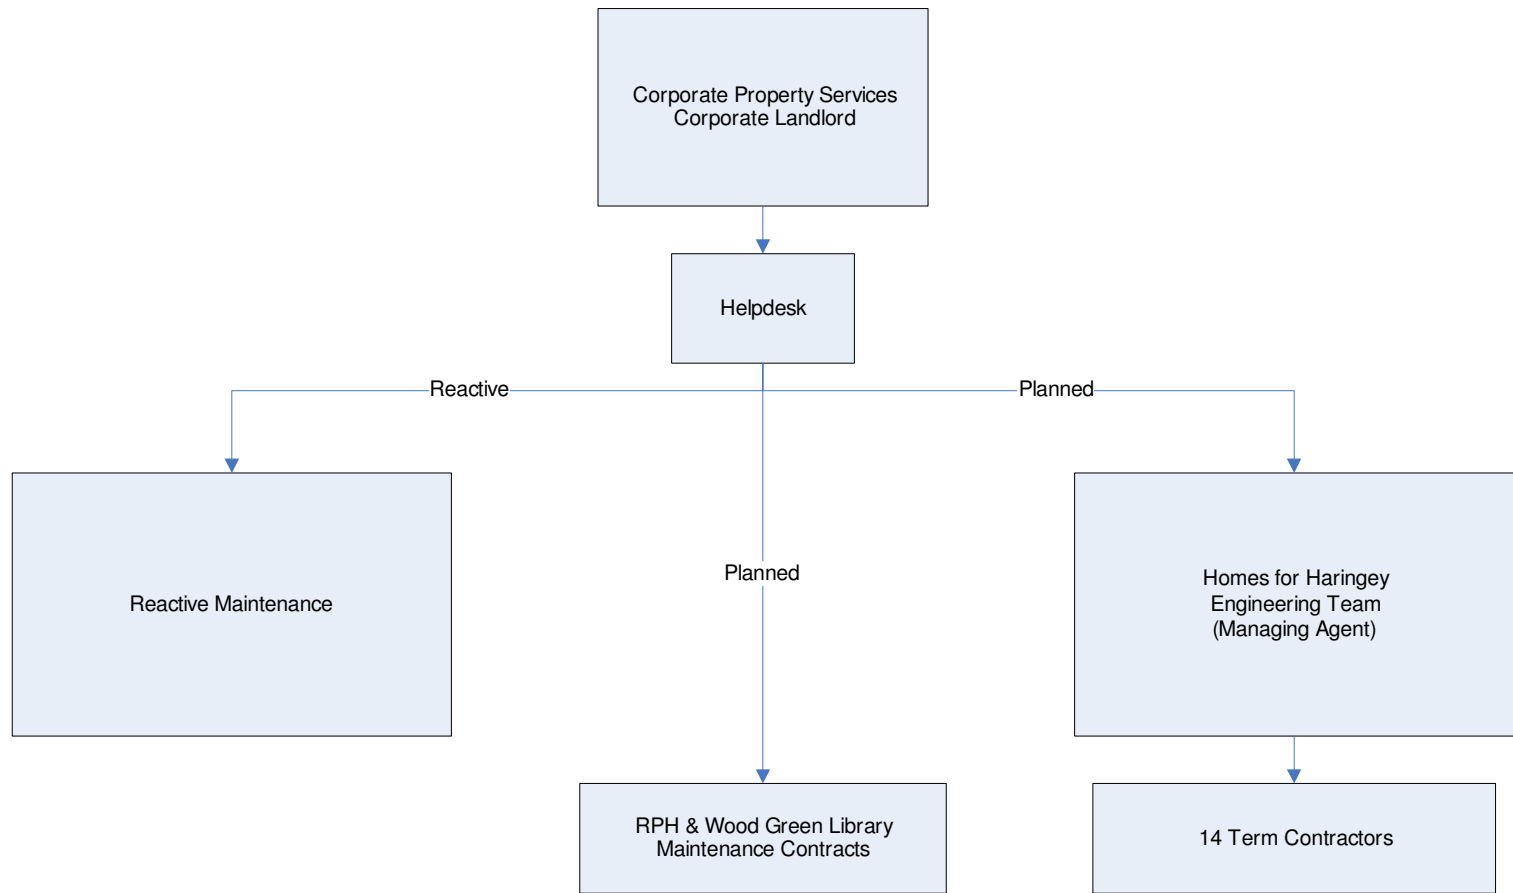 Corporate Property Services
Corporate Landlord
Helpdesk
Reactive
Planned
Reactive Maintenance
Planned
Homes for Haringey
Engineering Team
(Managing Agent)
RPH & Wood Green Library
Maintenance Contracts
14 Term Contractors